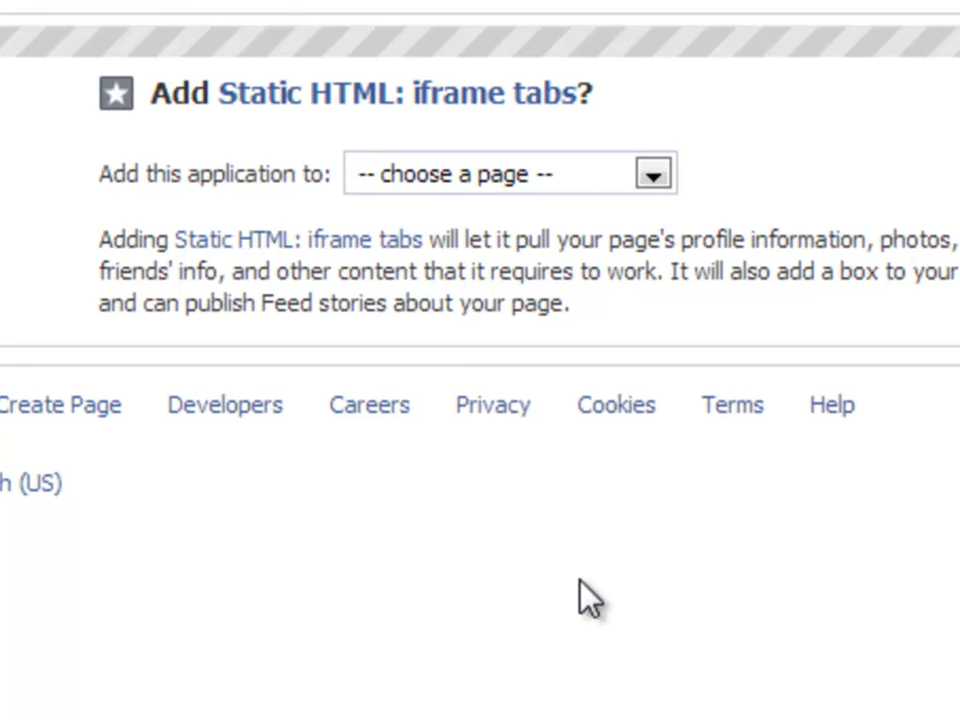 Add Static HTML: iframe tabs?
Add this application to: -- choose a page --
Adding Static HTML: iframe tabs will let it pull your page's profile information, photos,
friends' info, and other content that it requires to work. It will also add a box to your
and can publish Feed stories about your page.
Create Page Developers Careers Privacy Cookies Terms Help
h (US)